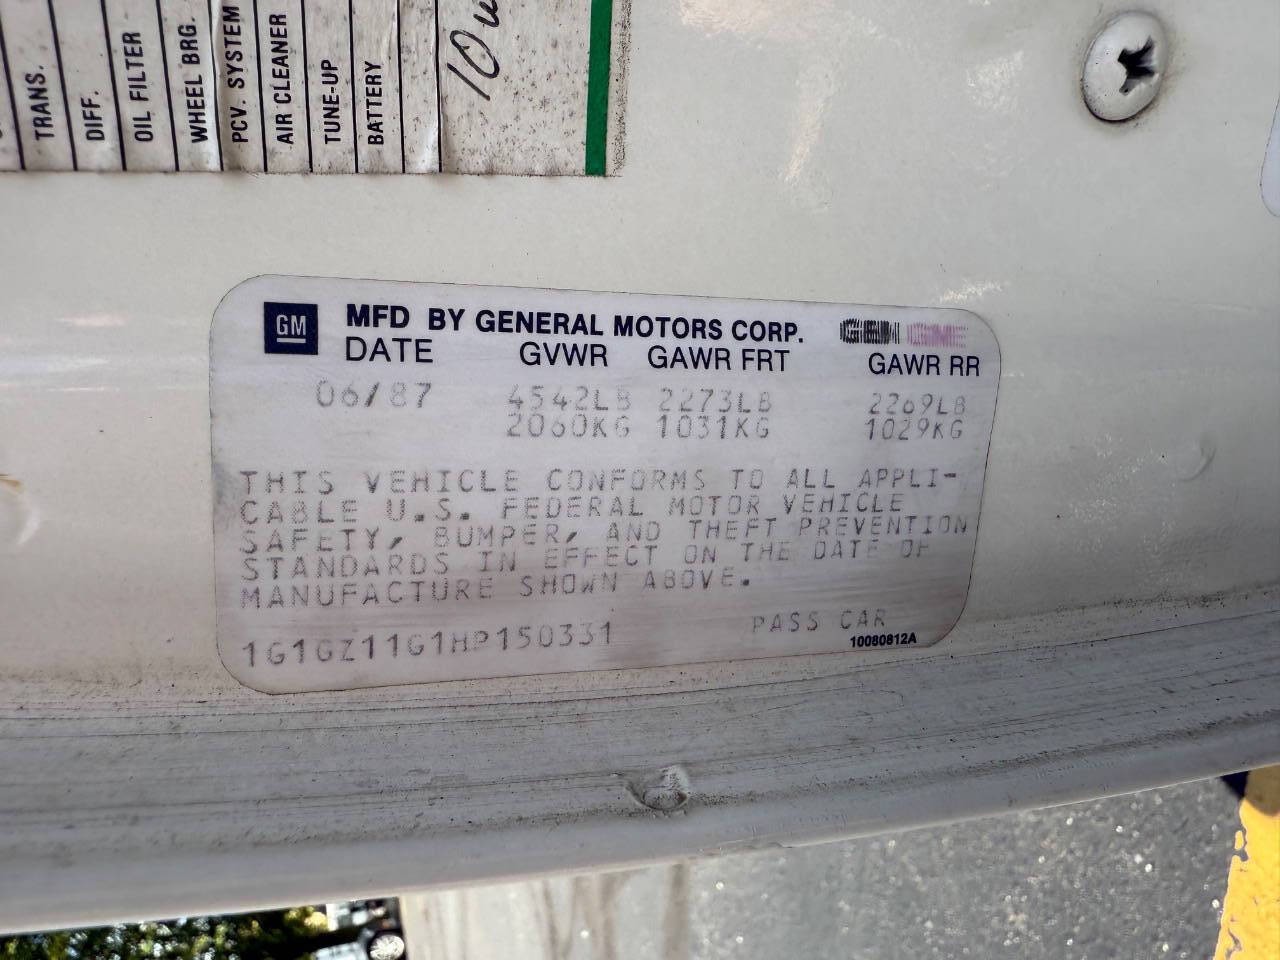 TRANS.
DIFF.
OIL FILTER
WHEEL BRG.
PCV. SYSTEM
AIR CLEANER
TUNE-UP
BATTERY
10w
GM
MFD BY GENERAL MOTORS CORP.
DATE GVWR GAWR FRT GAWR RR
06/87 4542LB 2273LB 2269LB
2060KG 1031KG 1029KG
THIS VEHICLE CONFORMS TO ALL APPLI-
CABLE U.S. FEDERAL MOTOR VEHICLE
SAFETY, BUMPER, AND THEFT PREVENTION
STANDARDS IN EFFECT ON THE DATE OF
MANUFACTURE SHOWN ABOVE.
1G1GZ11G1HP150331 PASS CAR
10080812A